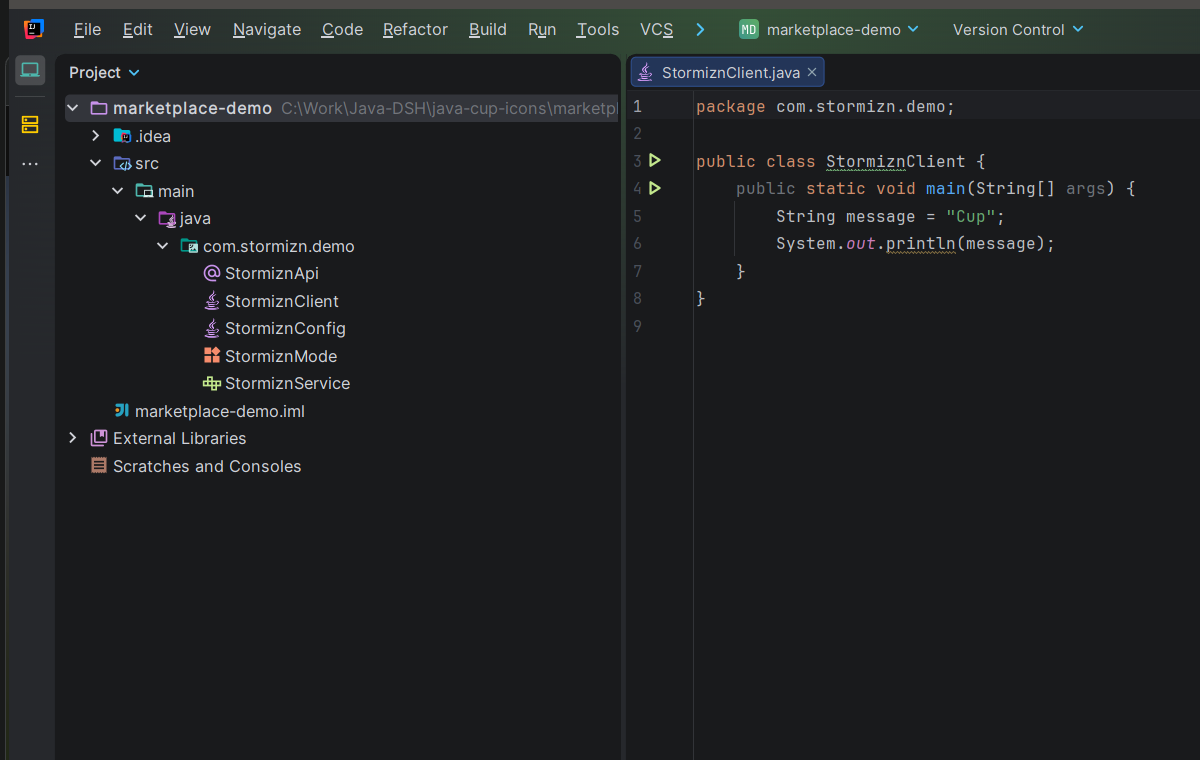 File Edit View Navigate Code Refactor Build Run Tools VCS MD marketplace-demo Version Control
Project
marketplace-demo C:\Work\Java-DSH\java-cup-icons\marketpl
.idea
src
main
java
com.stormizn.demo
StormiznApi
StormiznClient
StormiznConfig
StormiznMode
StormiznService
marketplace-demo.iml
External Libraries
Scratches and Consoles
StormiznClient.java
1 package com.stormizn.demo;
2
3 public class StormiznClient {
4 public static void main(String[] args) {
5 String message = "Cup";
6 System.out.println(message);
7 }
8 }
9